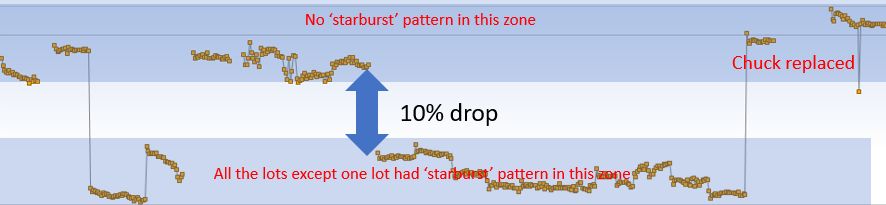 No ‘starburst’ pattern in this zone
Chuck replaced
10% drop
All the lots except one lot had ‘starburst’ pattern in this zone